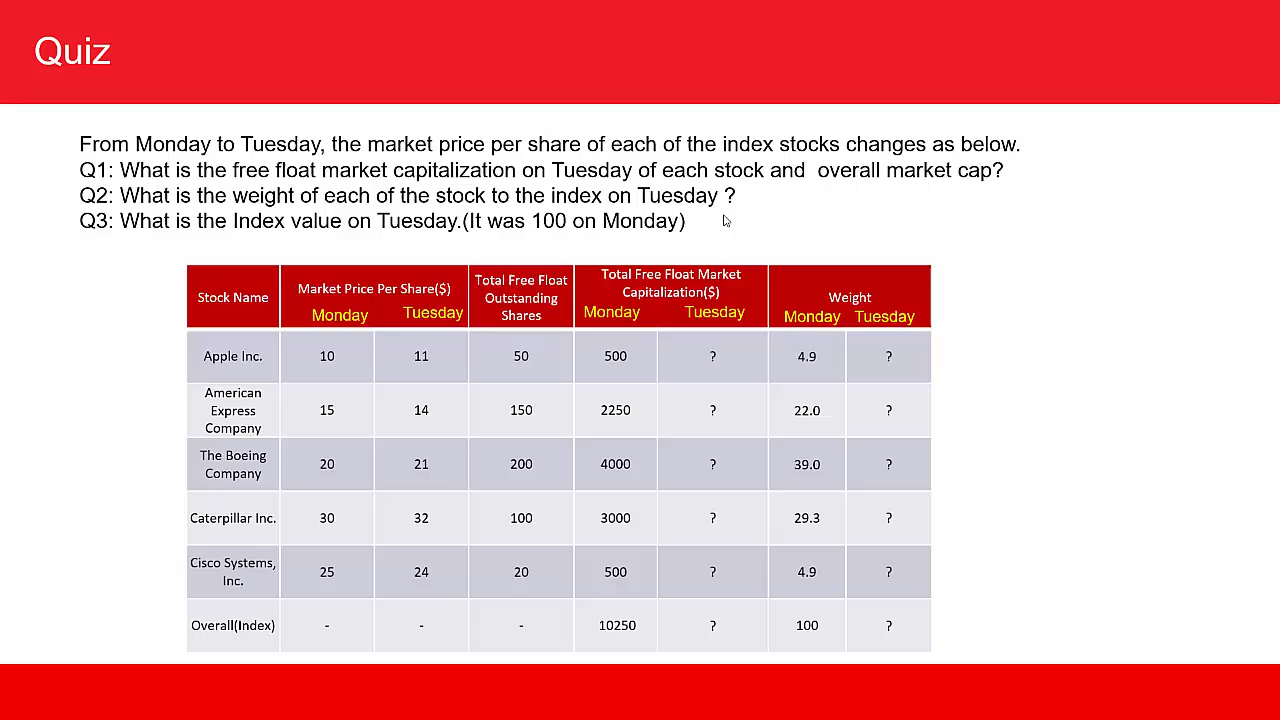 Quiz
From Monday to Tuesday, the market price per share of each of the index stocks changes as below.
Q1: What is the free float market capitalization on Tuesday of each stock and  overall market cap?
Q2: What is the weight of each of the stock to the index on Tuesday ?
Q3: What is the Index value on Tuesday.(It was 100 on Monday)
Stock Name Market Price Per Share($) Total Free Float Outstanding Shares Total Free Float Market Capitalization($) Weight
Monday Tuesday Monday Tuesday Monday Tuesday
Apple Inc. 10 11 50 500 ? 4.9 ?
American Express Company 15 14 150 2250 ? 22.0 ?
The Boeing Company 20 21 200 4000 ? 39.0 ?
Caterpillar Inc. 30 32 100 3000 ? 29.3 ?
Cisco Systems, Inc. 25 24 20 500 ? 4.9 ?
Overall(Index) - - - 10250 ? 100 ?